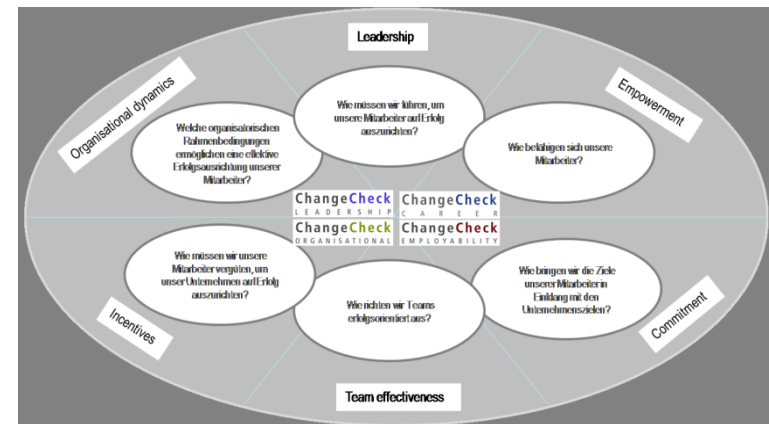 Leadership
Organisational dynamics
Empowerment
Wie müssen wir führen, um
unsere Mitarbeiter auf Erfolg
auszurichten?
Welche organisatorischen
Rahmenbedingungen
ermöglichen eine effektive
Erfolgsausrichtung unserer
Mitarbeiter?
Wie befähigen sich unsere
Mitarbeiter?
ChangeCheck
LEADERSHIP
ChangeCheck
CAREER
ChangeCheck
ORGANISATIONAL
ChangeCheck
EMPLOYABILITY
Wie müssen wir unsere
Mitarbeiter vergüten, um
unser Unternehmen auf Erfolg
auszurichten?
Wie richten wir Teams
erfolgsorientiert aus?
Wie bringen wir die Ziele
unserer Mitarbeiter in
Einklang mit den
Unternehmenszielen?
Incentives
Commitment
Team effectiveness